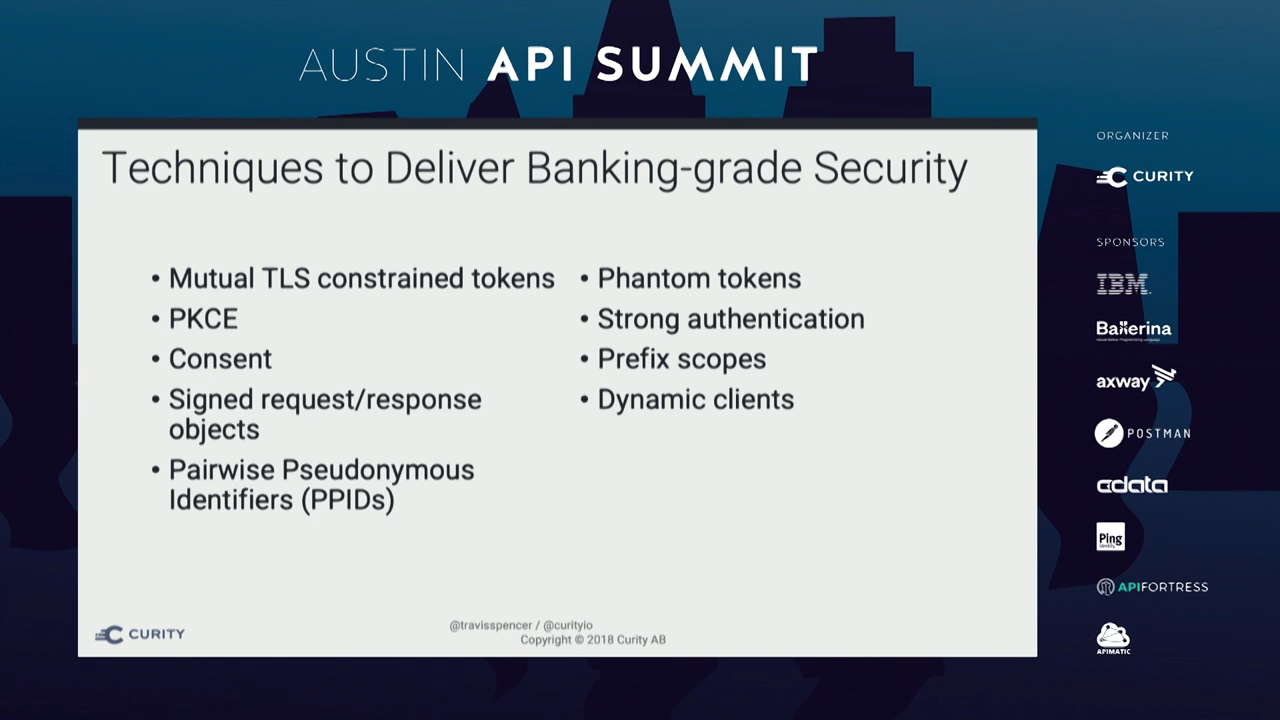 AUSTIN API SUMMIT
Techniques to Deliver Banking-grade Security
• Mutual TLS constrained tokens
• PKCE
• Consent
• Signed request/response
objects
• Pairwise Pseudonymous
Identifiers (PPIDs)
• Phantom tokens
• Strong authentication
• Prefix scopes
• Dynamic clients
CURITY
@travisspencer / @curityio
Copyright © 2018 Curity AB
ORGANIZER
CURITY
SPONSORS
IBM
Ballerina
axway
POSTMAN
cdata
Ping
Identity
APIFORTRESS
APIMATIC